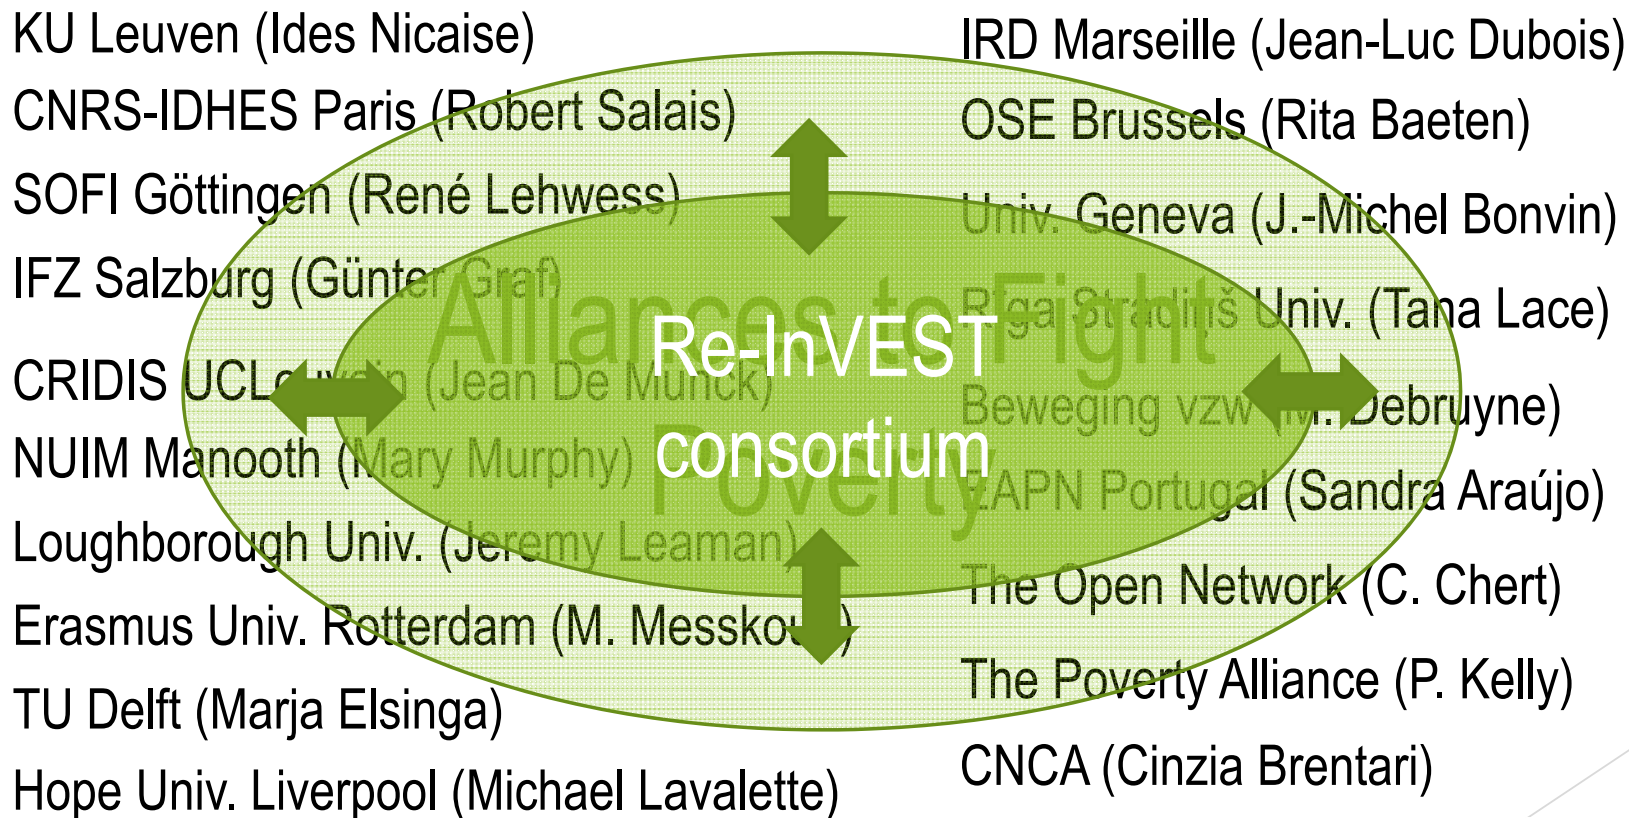 KU Leuven (Ides Nicaise)
CNRS-IDHES Paris (Robert Salais)
SOFI Göttingen (René Lehwess)
IFZ Salzburg (Günter Graf)
CRIDIS UCLouvain (Jean De Munck)
NUIM Manooth (Mary Murphy)
Loughborough Univ. (Jeremy Leaman)
Erasmus Univ. Rotterdam (M.
TU Delft (Marja Elsinga)
Hope Univ. Liverpool (Michael Lavalette)
IRD Marseille (Jean-Luc Dubois)
OSE Brussels (Rita Baeten)
Univ. Geneva (J.-Michel Bonvin)
Rīga Stradiņš Univ. (Tana Lace)
Beweging vzw (M. Debruyne)
EAPN Portugal (Sandra Araújo)
The Open Network (C. Chert)
The Poverty Alliance (P. Kelly)
CNCA (Cinzia Brentari)
Alliances to Fight
Poverty
Re-InVEST
consortium